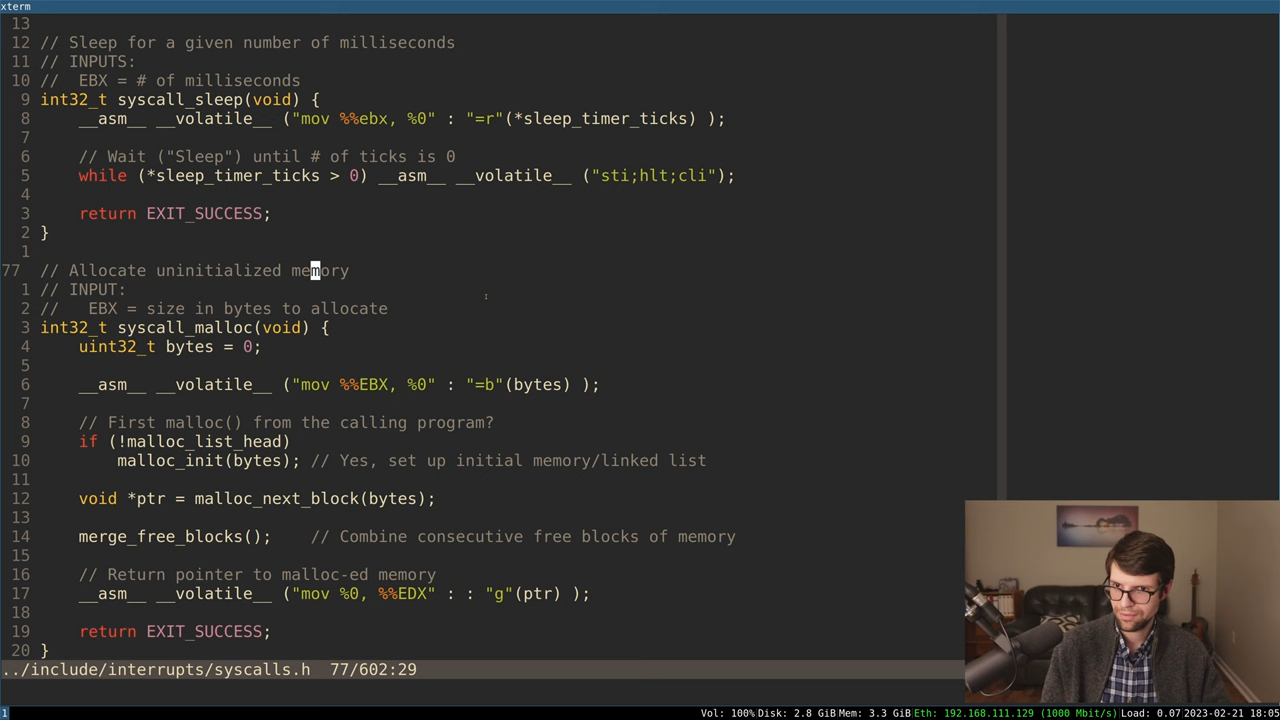 xterm
13
12 // Sleep for a given number of milliseconds
11 // INPUTS:
10 //  EBX = # of milliseconds
9 int32_t syscall_sleep(void) {
8     __asm__ __volatile__ ("mov %%ebx, %0" : "=r"(*sleep_timer_ticks) );
7
6     // Wait ("Sleep") until # of ticks is 0
5     while (*sleep_timer_ticks > 0) __asm__ __volatile__ ("sti;hlt;cli");
4
3     return EXIT_SUCCESS;
2 }
1
77 // Allocate uninitialized memory
1 // INPUT:
2 //   EBX = size in bytes to allocate
3 int32_t syscall_malloc(void) {
4     uint32_t bytes = 0;
5
6     __asm__ __volatile__ ("mov %%EBX, %0" : "=b"(bytes) );
7
8     // First malloc() from the calling program?
9     if (!malloc_list_head)
10         malloc_init(bytes); // Yes, set up initial memory/linked list
11
12     void *ptr = malloc_next_block(bytes);
13
14     merge_free_blocks();    // Combine consecutive free blocks of memory
15
16     // Return pointer to malloc-ed memory
17     __asm__ __volatile__ ("mov %0, %%EDX" : : "g"(ptr) );
18
19     return EXIT_SUCCESS;
20 }
../include/interrupts/syscalls.h  77/602:29
1 Vol: 100% Disk: 2.8 GiB Mem: 3.3 GiB Eth: 192.168.111.129 (1000 Mbit/s) Load: 0.07 2023-02-21 18:05